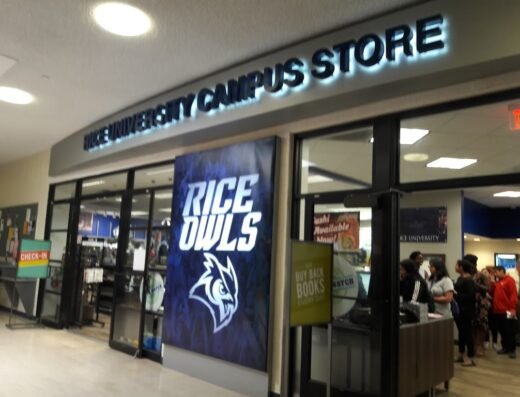 RICE UNIVERSITY CAMPUS STORE
RICE
OWLS
CHECK-IN
BUY BACK
BOOKS
RICE UNIVERSITY